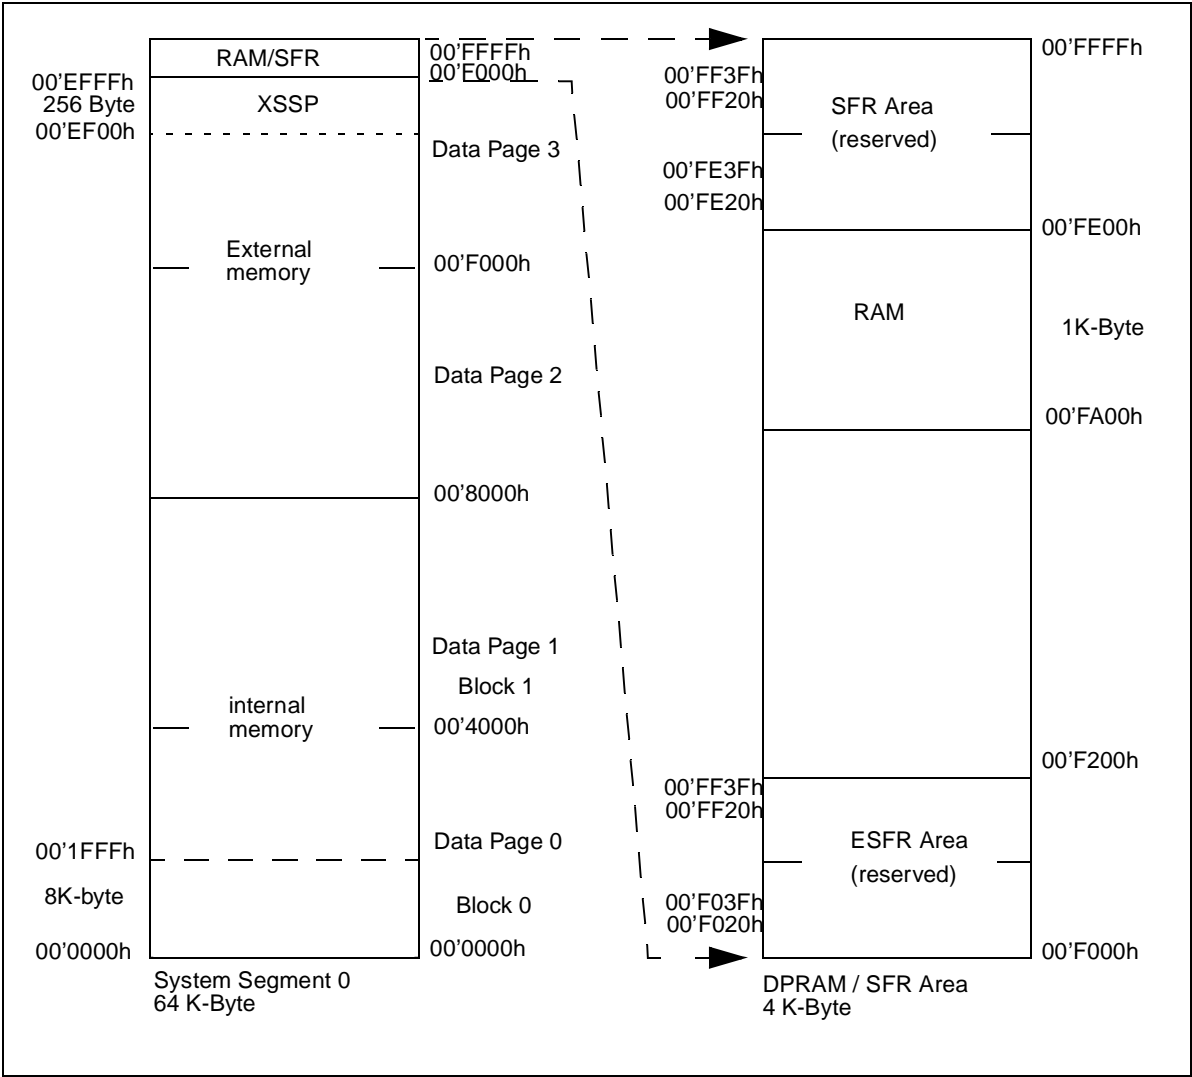 RAM/SFR
00'FFFFh
00'F000h
00'EFFFh
256 Byte
00'EF00h
XSSP
Data Page 3
External
memory
00'F000h
Data Page 2
00'8000h
Data Page 1
Block 1
internal
memory
00'4000h
Data Page 0
00'1FFFh
8K-byte
Block 0
00'0000h
00'0000h
System Segment 0
64 K-Byte
00'FFFFh
00'FF3Fh
00'FF20h
SFR Area
(reserved)
00'FE3Fh
00'FE20h
00'FE00h
RAM
1K-Byte
00'FA00h
00'F200h
00'FF3Fh
00'FF20h
ESFR Area
(reserved)
00'F03Fh
00'F020h
00'F000h
DPRAM / SFR Area
4 K-Byte